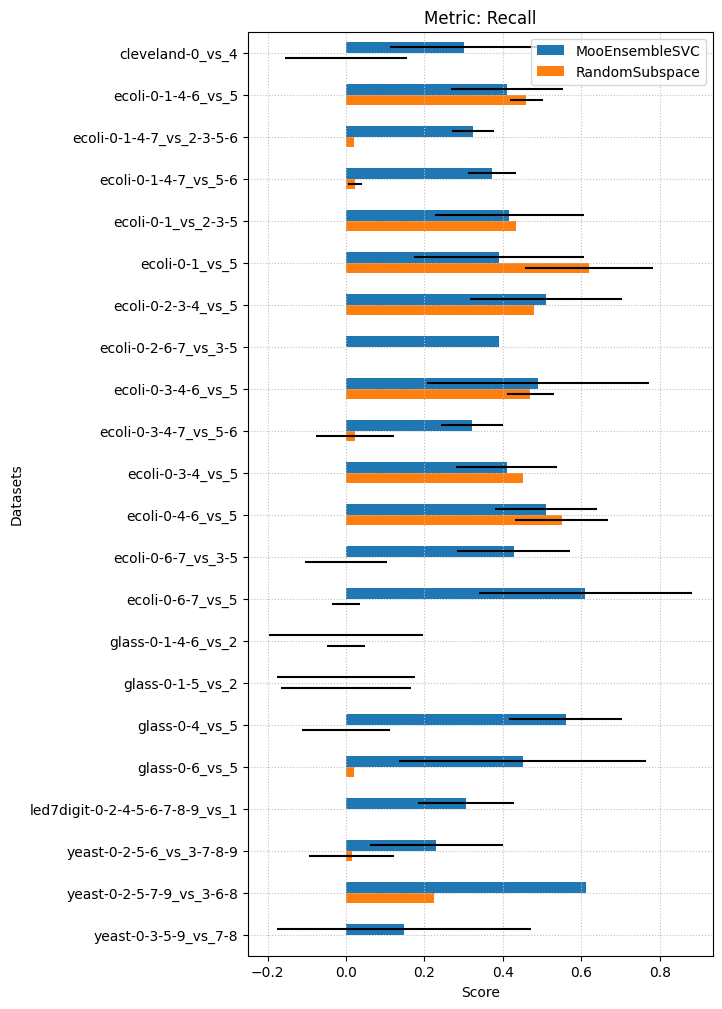 Metric: Recall
MooEnsembleSVC
RandomSubspace
cleveland-0_vs_4
ecoli-0-1-4-6_vs_5
ecoli-0-1-4-7_vs_2-3-5-6
ecoli-0-1-4-7_vs_5-6
ecoli-0-1_vs_2-3-5
ecoli-0-1_vs_5
ecoli-0-2-3-4_vs_5
ecoli-0-2-6-7_vs_3-5
ecoli-0-3-4-6_vs_5
ecoli-0-3-4-7_vs_5-6
ecoli-0-3-4_vs_5
ecoli-0-4-6_vs_5
ecoli-0-6-7_vs_3-5
ecoli-0-6-7_vs_5
glass-0-1-4-6_vs_2
glass-0-1-5_vs_2
glass-0-4_vs_5
glass-0-6_vs_5
led7digit-0-2-4-5-6-7-8-9_vs_1
yeast-0-2-5-6_vs_3-7-8-9
yeast-0-2-5-7-9_vs_3-6-8
yeast-0-3-5-9_vs_7-8
Datasets
−0.2 0.0 0.2 0.4 0.6 0.8
Score